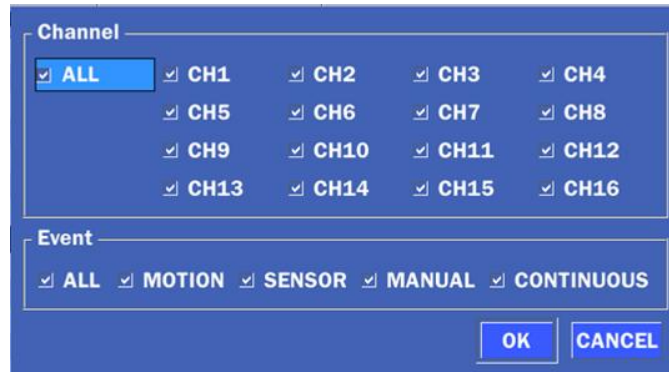 Channel
ALL CH1 CH2 CH3 CH4
CH5 CH6 CH7 CH8
CH9 CH10 CH11 CH12
CH13 CH14 CH15 CH16
Event
ALL MOTION SENSOR MANUAL CONTINUOUS
OK CANCEL